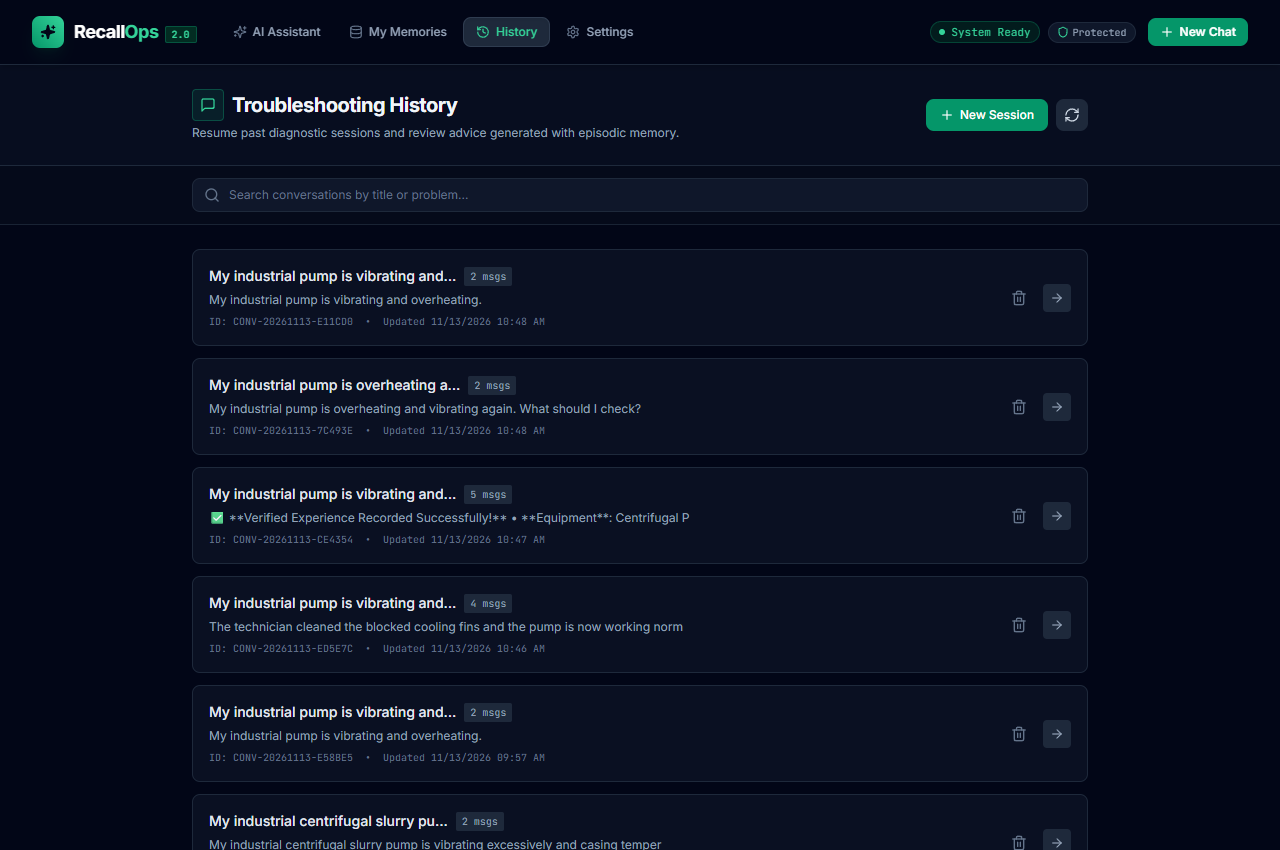 RecallOps 2.0 AI Assistant My Memories History Settings System Ready Protected + New Chat
Troubleshooting History
Resume past diagnostic sessions and review advice generated with episodic memory.
+ New Session
Search conversations by title or problem...
My industrial pump is vibrating and... 2 msgs
My industrial pump is vibrating and overheating.
ID: CONV-20261113-E11CD0 • Updated 11/13/2026 10:48 AM
My industrial pump is overheating a... 2 msgs
My industrial pump is overheating and vibrating again. What should I check?
ID: CONV-20261113-7C493E • Updated 11/13/2026 10:48 AM
My industrial pump is vibrating and... 5 msgs
✅ **Verified Experience Recorded Successfully!** • **Equipment**: Centrifugal P
ID: CONV-20261113-CE4354 • Updated 11/13/2026 10:47 AM
My industrial pump is vibrating and... 4 msgs
The technician cleaned the blocked cooling fins and the pump is now working norm
ID: CONV-20261113-ED5E7C • Updated 11/13/2026 10:46 AM
My industrial pump is vibrating and... 2 msgs
My industrial pump is vibrating and overheating.
ID: CONV-20261113-E58BE5 • Updated 11/13/2026 09:57 AM
My industrial centrifugal slurry pu... 2 msgs
My industrial centrifugal slurry pump is vibrating excessively and casing temper